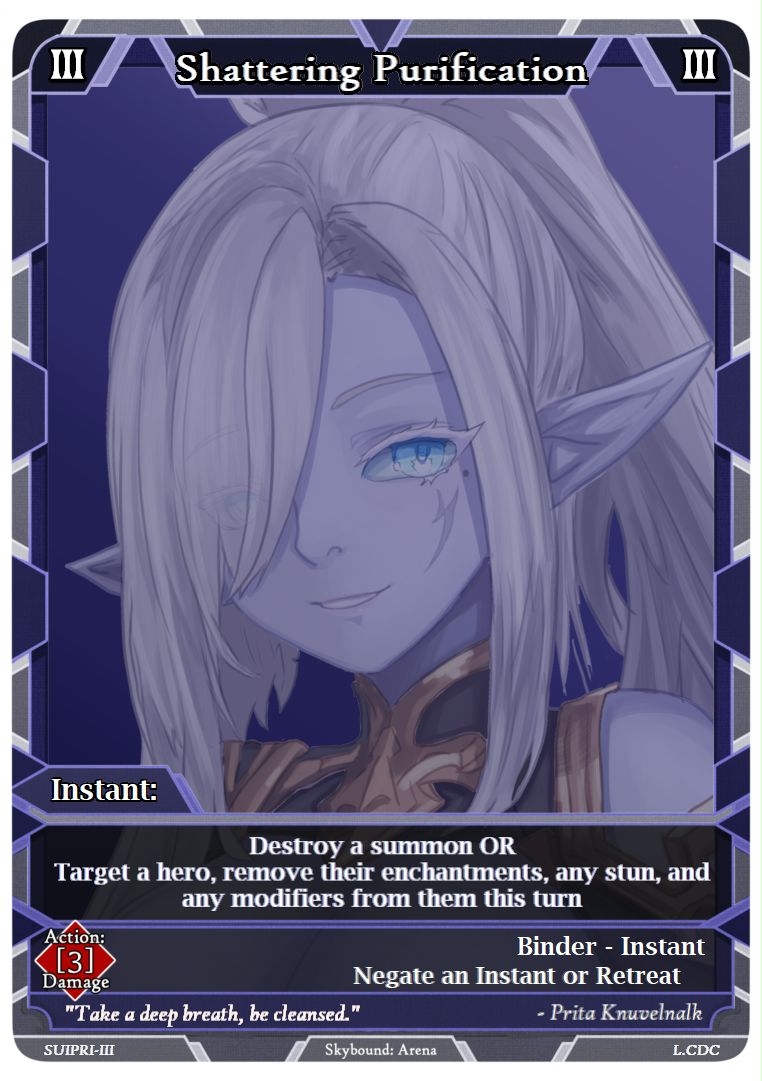 III Shattering Purification III
Instant:
Destroy a summon OR
Target a hero, remove their enchantments, any stun, and
any modifiers from them this turn
Action:
[3]
Damage
Binder - Instant
Negate an Instant or Retreat
"Take a deep breath, be cleansed." - Prita Knuvelnalk
SUIPRI-III Skybound: Arena L.CDC